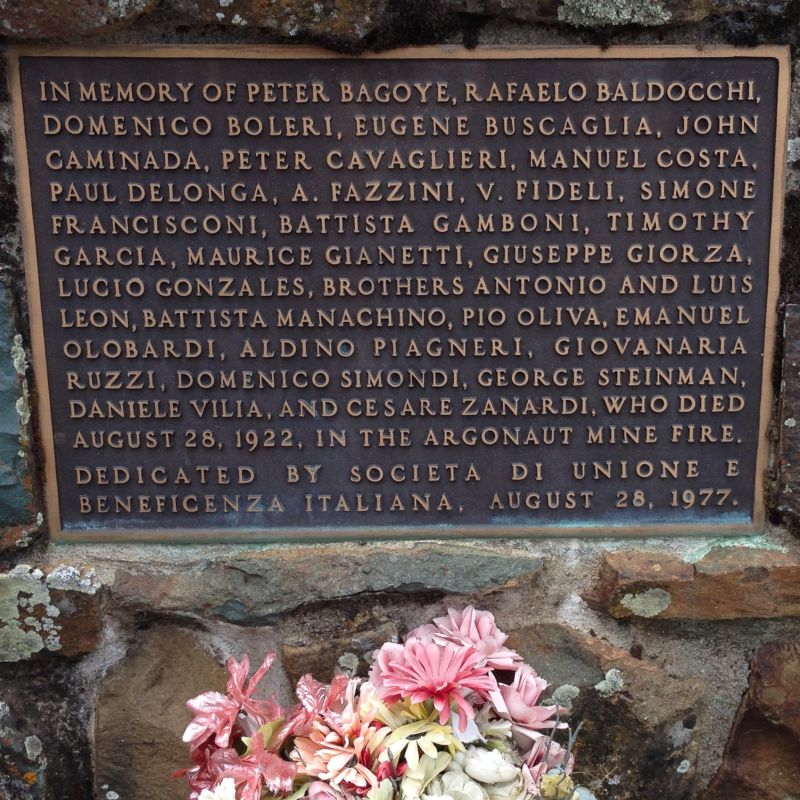 IN MEMORY OF PETER BAGOYE, RAFAELO BALDOCCHI,
DOMENICO BOLERI, EUGENE BUSCAGLIA, JOHN
CAMINADA, PETER CAVAGLIERI, MANUEL COSTA,
PAUL DELONGA, A. FAZZINI, V. FIDELI, SIMONE
FRANCISCONI, BATTISTA GAMBONI, TIMOTHY
GARCIA, MAURICE GIANETTI, GIUSEPPE GIORZA,
LUCIO GONZALES, BROTHERS ANTONIO AND LUIS
LEON, BATTISTA MANACHINO, PIO OLIVA, EMANUEL
OLOBARDI, ALDINO PIAGNERI, GIOVANARIA
RUZZI, DOMENICO SIMONDI, GEORGE STEINMAN,
DANIELE VILIA, AND CESARE ZANARDI, WHO DIED
AUGUST 28, 1922, IN THE ARGONAUT MINE FIRE.
DEDICATED BY SOCIETA DI UNIONE E
BENEFICENZA ITALIANA, AUGUST 28, 1977.